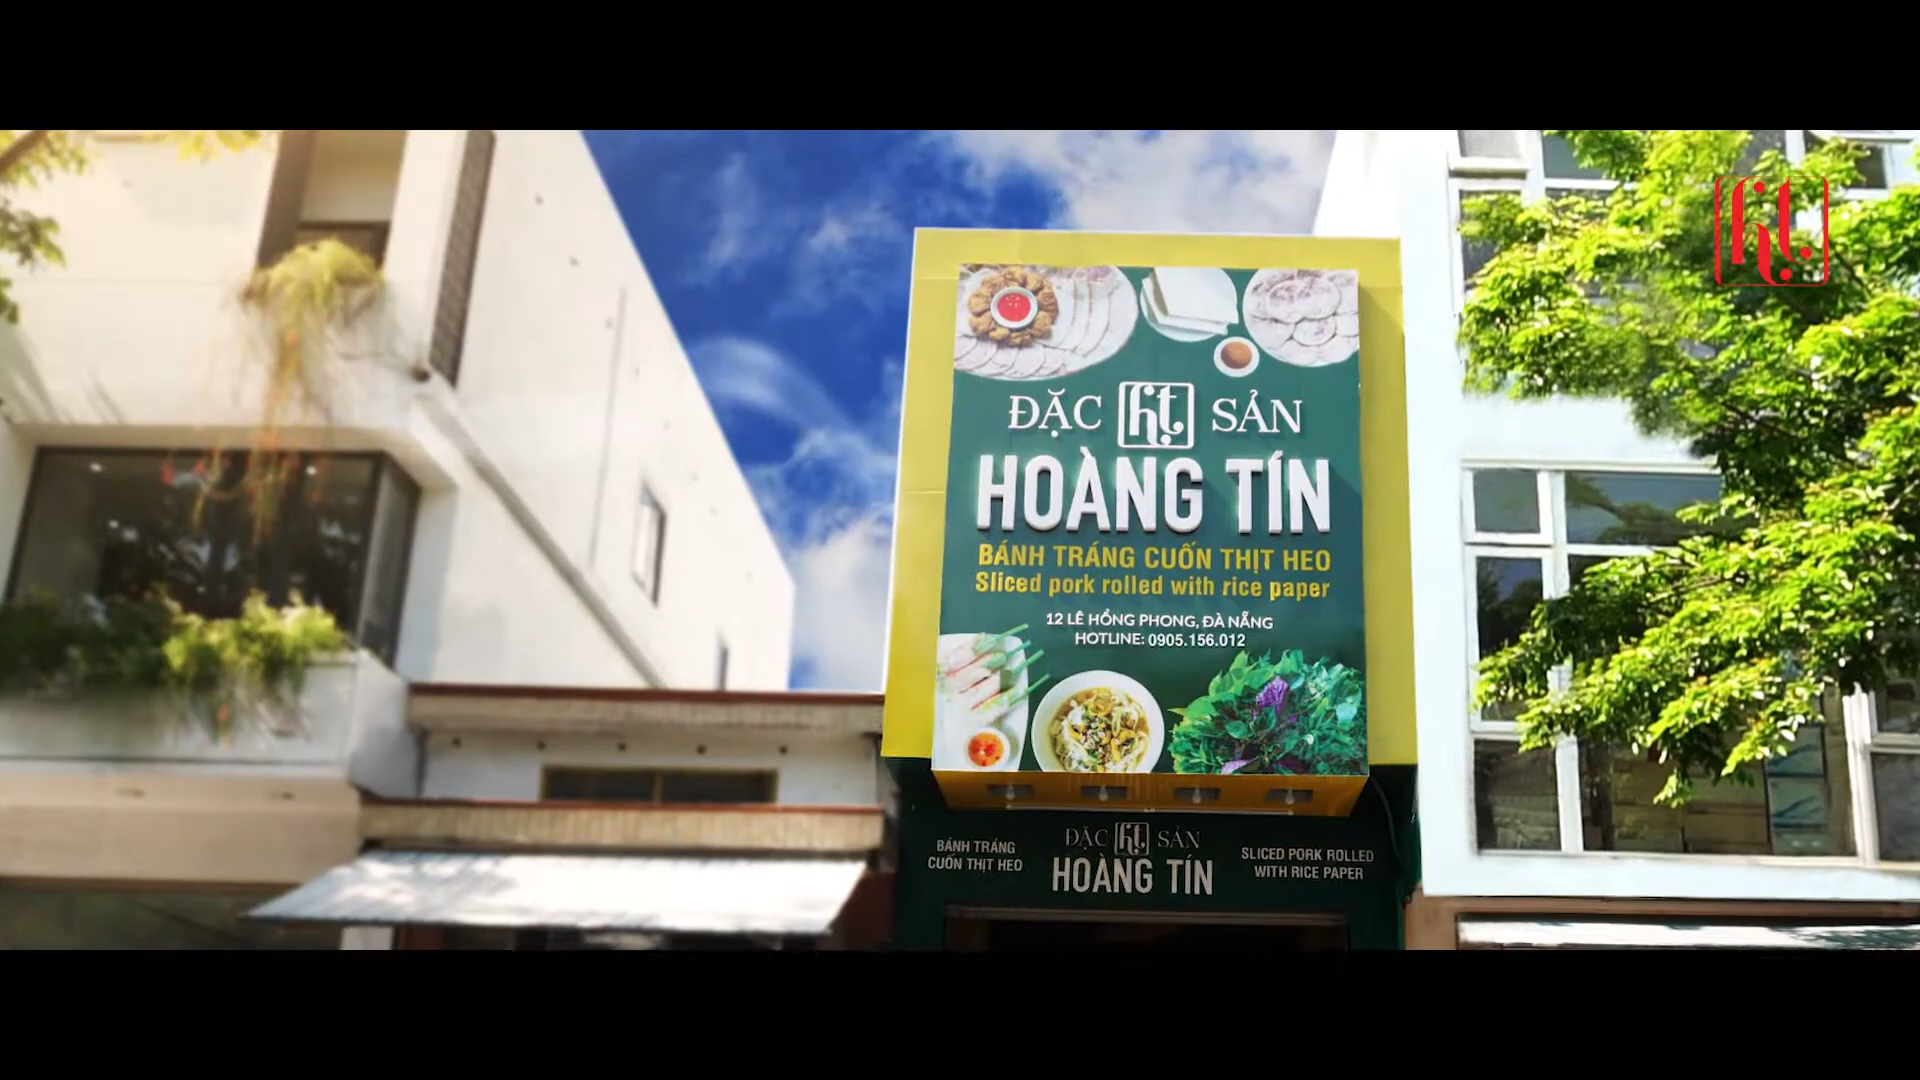 ht
ĐẶC ht SẢN
HOÀNG TÍN
BÁNH TRÁNG CUỐN THỊT HEO
Sliced pork rolled with rice paper
12 LÊ HỒNG PHONG, ĐÀ NẴNG
HOTLINE: 0905.156.012
BÁNH TRÁNG
CUỐN THỊT HEO
ĐẶC ht SẢN
HOÀNG TÍN
SLICED PORK ROLLED
WITH RICE PAPER